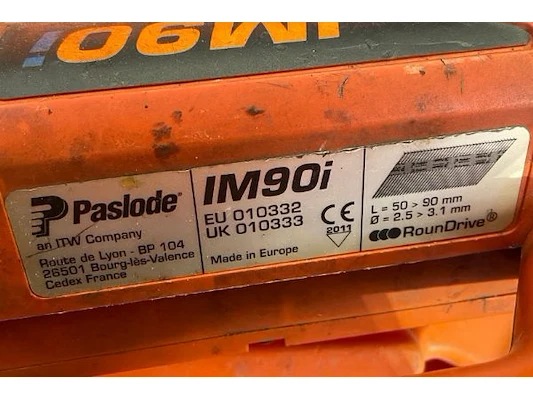 IM90i
Paslode®
an ITW Company
Route de Lyon - BP 104
26501 Bourg-lès-Valence
Cedex France
IM90i
EU 010332
UK 010333
CE
2011
Made in Europe
L = 50 > 90 mm
Ø = 2.5 > 3.1 mm
RounDrive®